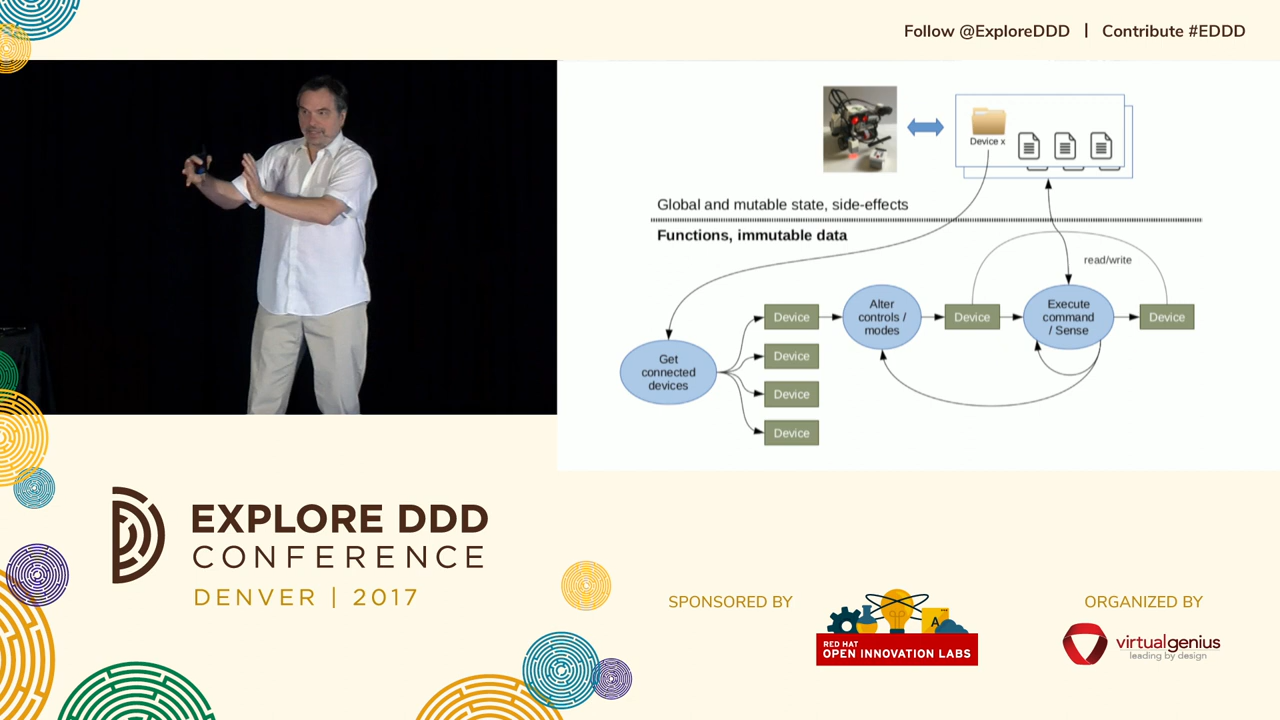 Follow @ExploreDDD | Contribute #EDDD
Device x
Global and mutable state, side-effects
Functions, immutable data
read/write
Get
connected
devices
Device
Device
Device
Device
Alter
controls /
modes
Device
Execute
command
/ Sense
Device
EXPLORE DDD
CONFERENCE
DENVER | 2017
SPONSORED BY
A
RED HAT
OPEN INNOVATION LABS
ORGANIZED BY
virtualgenius
leading by design